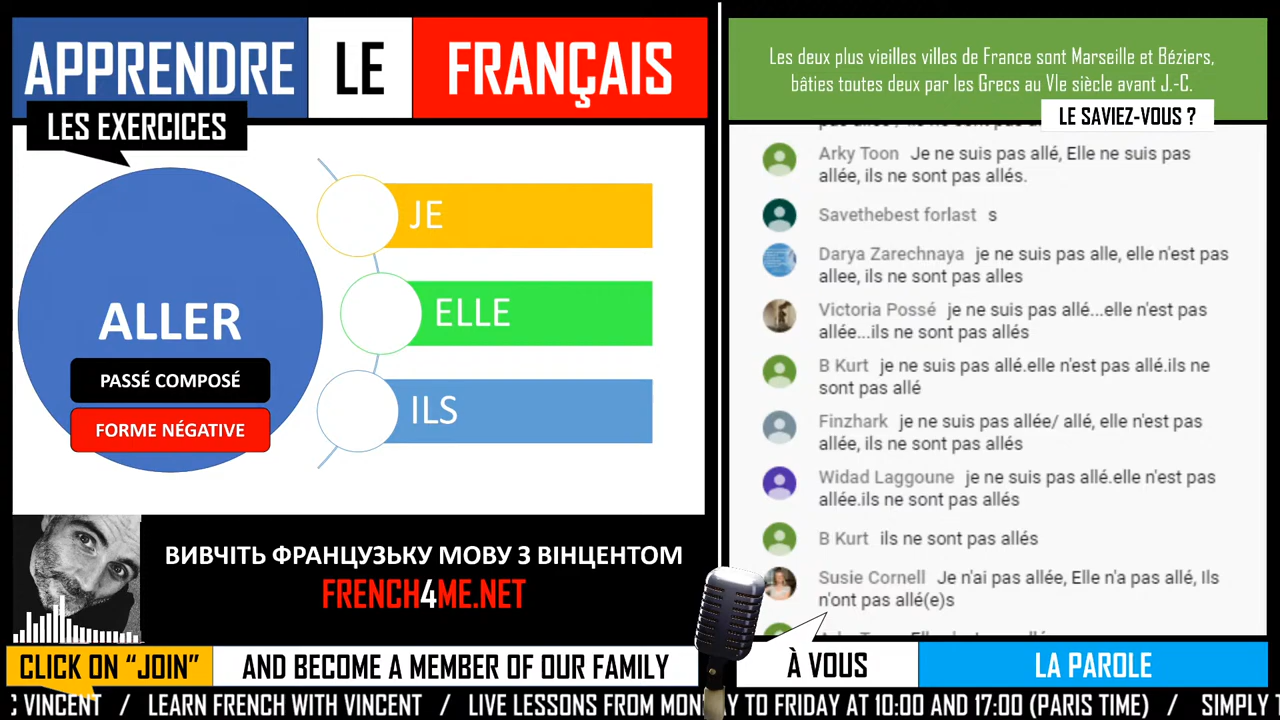 APPRENDRE LE FRANÇAIS
LES EXERCICES
ALLER
PASSÉ COMPOSÉ
FORME NÉGATIVE
JE
ELLE
ILS
ВИВЧІТЬ ФРАНЦУЗЬКУ МОВУ З ВІНЦЕНТОМ
FRENCH4ME.NET
Les deux plus vieilles villes de France sont Marseille et Béziers,
bâties toutes deux par les Grecs au VIe siècle avant J.-C.
LE SAVIEZ-VOUS ?
Arky Toon Je ne suis pas allé, Elle ne suis pas
allée, ils ne sont pas allés.
Savethebest forlast s
Darya Zarechnaya je ne suis pas alle, elle n'est pas
allee, ils ne sont pas alles
Victoria Possé je ne suis pas allé...elle n'est pas
allée...ils ne sont pas allés
B Kurt je ne suis pas allé.elle n'est pas allé.ils ne
sont pas allé
Finzhark je ne suis pas allée/ allé, elle n'est pas
allée, ils ne sont pas allés
Widad Laggoune je ne suis pas allé.elle n'est pas
allée.ils ne sont pas allés
B Kurt ils ne sont pas allés
Susie Cornell Je n'ai pas allée, Elle n'a pas allé, Ils
n'ont pas allé(e)s
À VOUS LA PAROLE
CLICK ON “JOIN” AND BECOME A MEMBER OF OUR FAMILY
VINCENT / LEARN FRENCH WITH VINCENT / LIVE LESSONS FROM TO FRIDAY AT 10:00 AND 17:00 (PARIS TIME) / SIMPLY